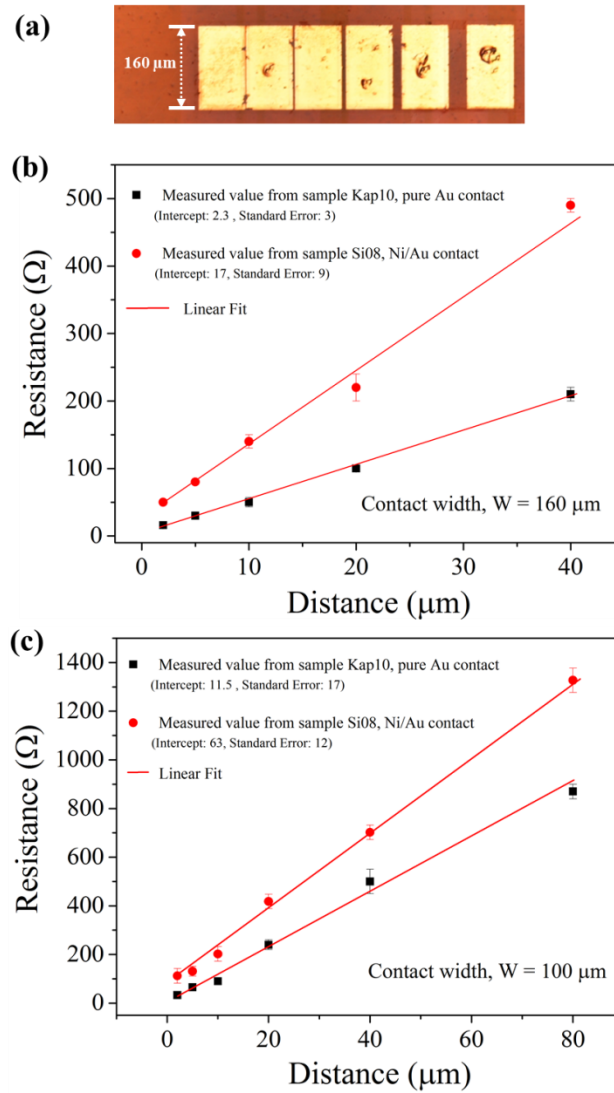 (a)
160 μm
(b)
500
400
300
200
100
0
Resistance (Ω)
Measured value from sample Kap10, pure Au contact
(Intercept: 2.3 , Standard Error: 3)
Measured value from sample Si08, Ni/Au contact
(Intercept: 17, Standard Error: 9)
Linear Fit
Contact width, W = 160 μm
0 10 20 30 40
Distance (μm)
(c)
1400
1200
1000
800
600
400
200
0
Resistance (Ω)
Measured value from sample Kap10, pure Au contact
(Intercept: 11.5 , Standard Error: 17)
Measured value from sample Si08, Ni/Au contact
(Intercept: 63, Standard Error: 12)
Linear Fit
Contact width, W = 100 μm
0 20 40 60 80
Distance (μm)